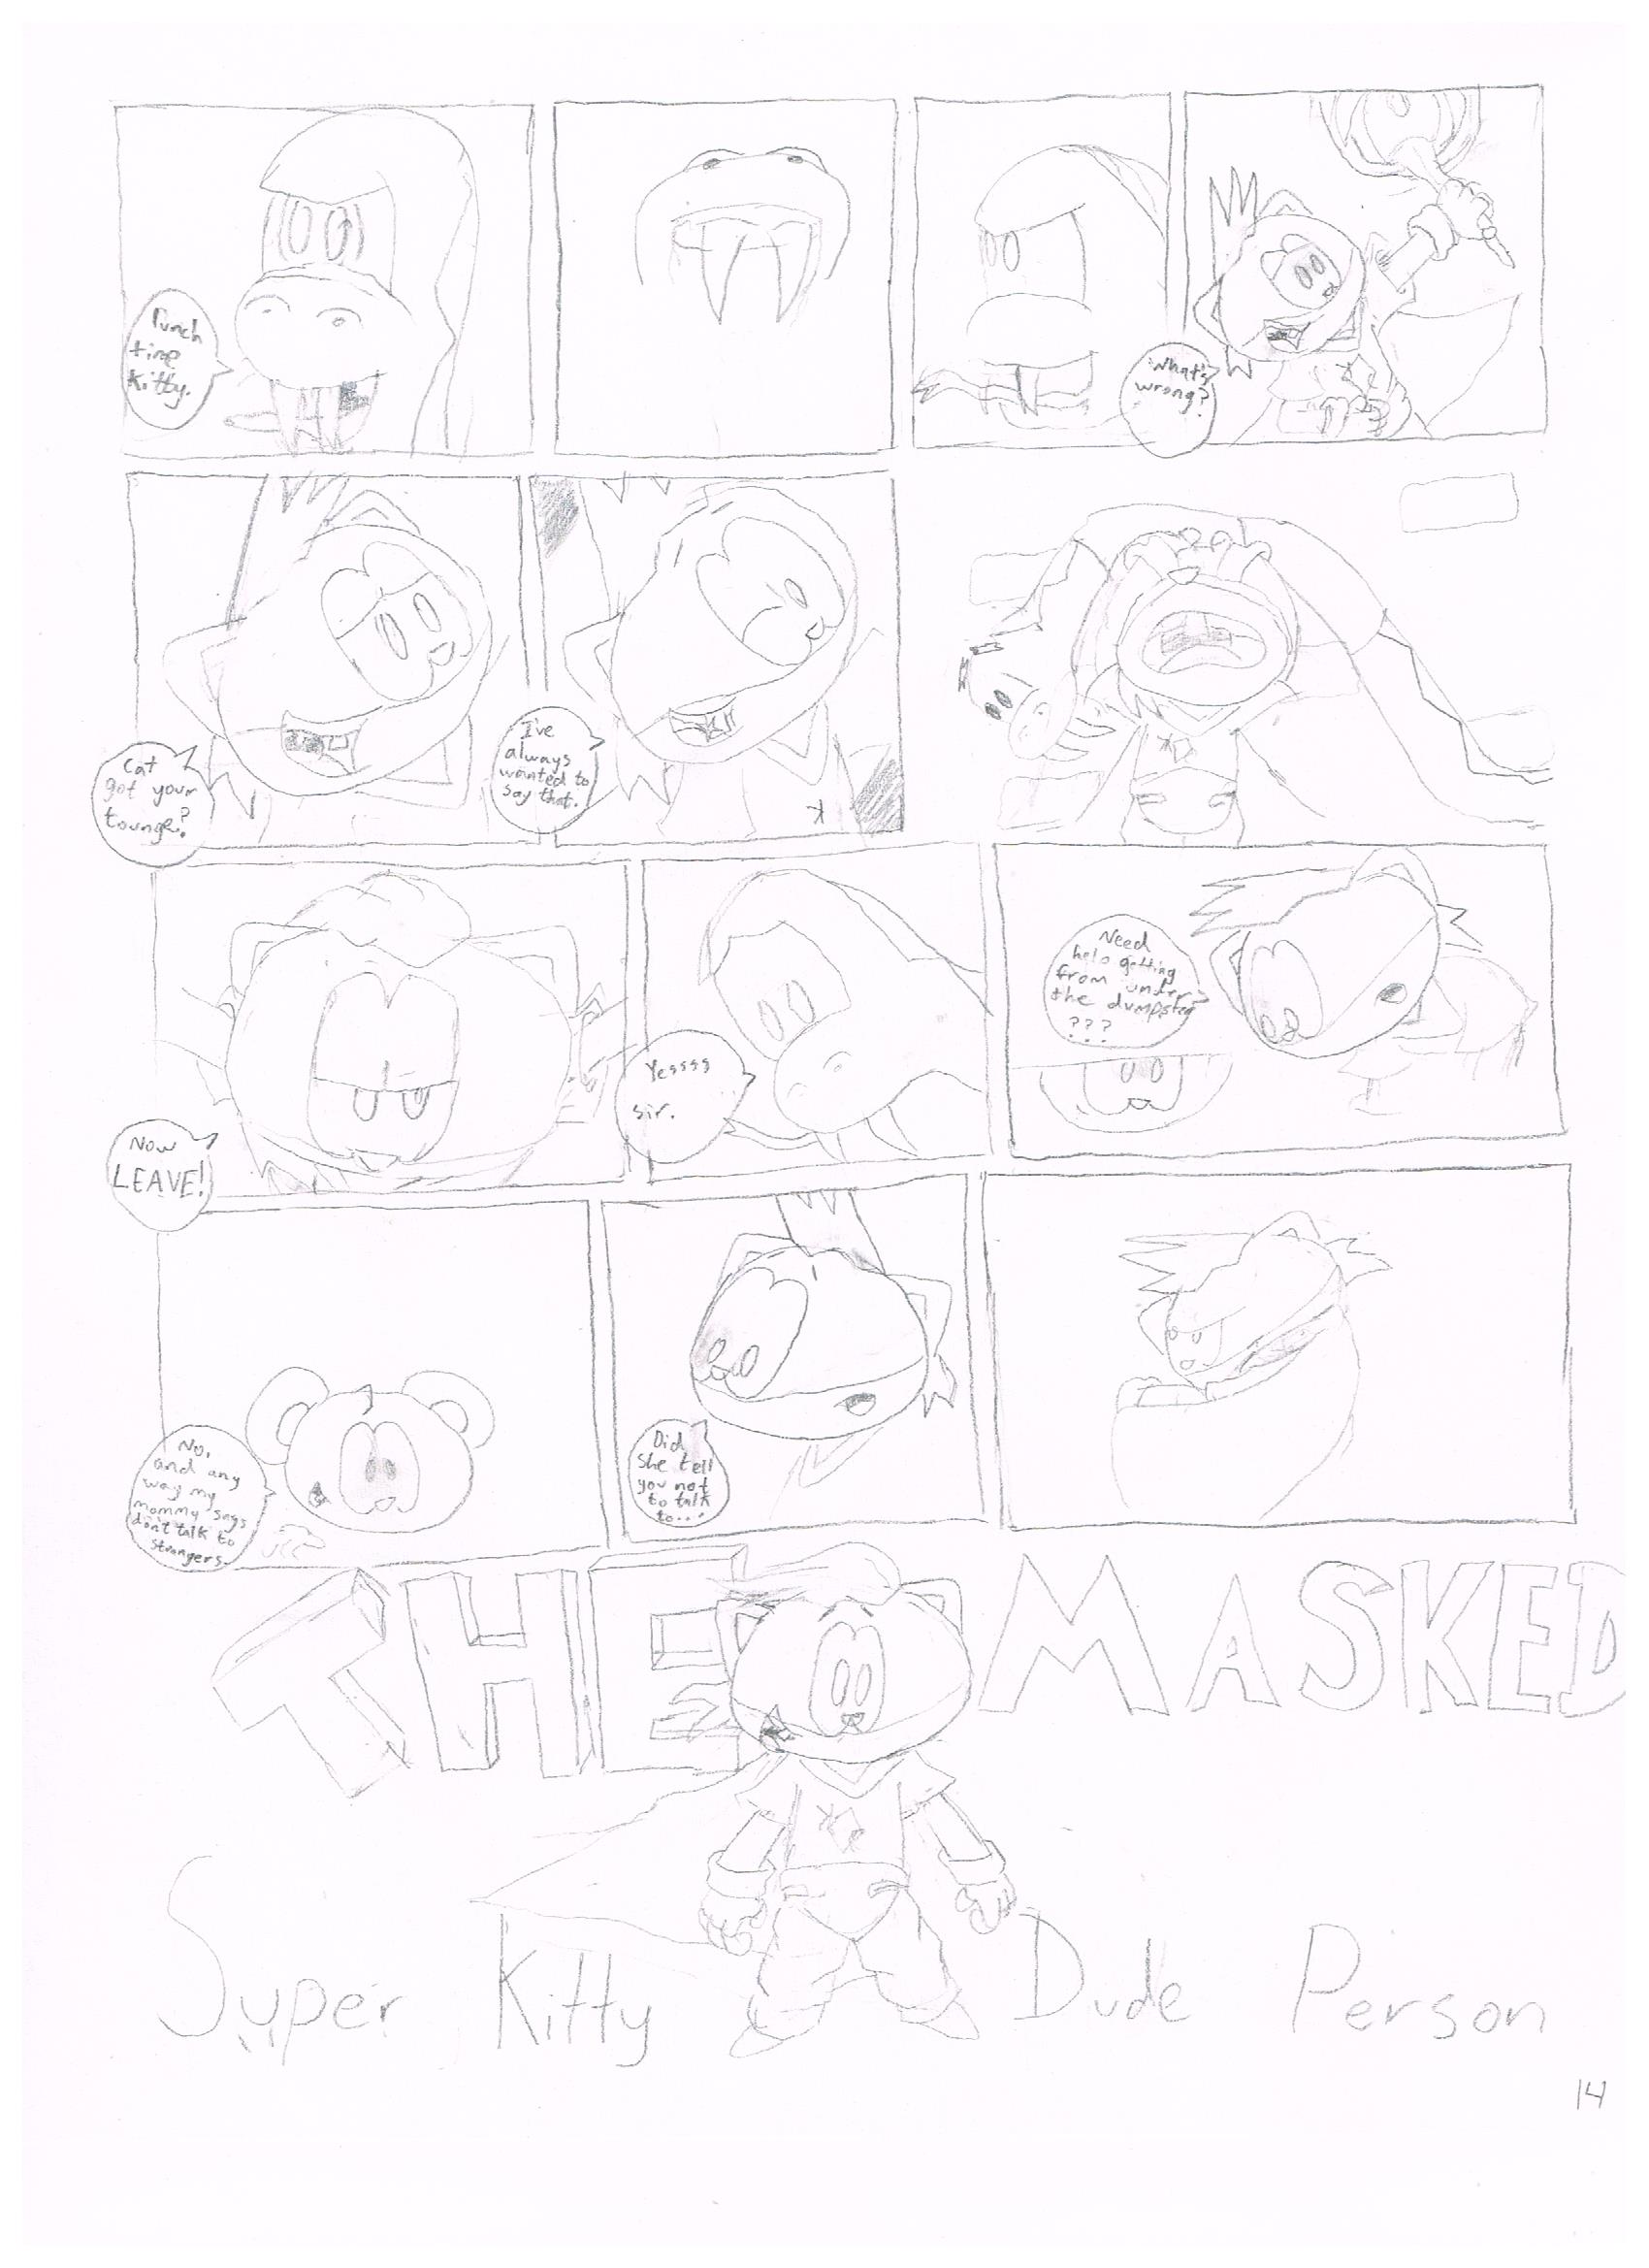 Punch
time
Kitty.
What's
wrong?
Cat
got your
tounge?
I've
always
wanted to
say that.
Now
LEAVE!
Yessss
sir.
Need
help getting
from under
the dumpster
???
No,
and any
way my
mommy says
don't talk to
strangers.
Did
she tell
you not
to talk
to...
THE MASKED
Super Kitty Dude Person
14